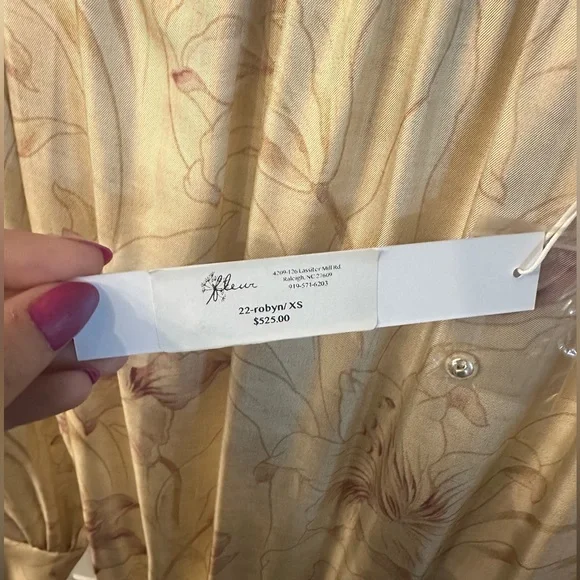 fleur
4209-126 Lassiter Mill Rd.
Raleigh, NC 27609
919-571-6203
22-robyn/ XS
$525.00